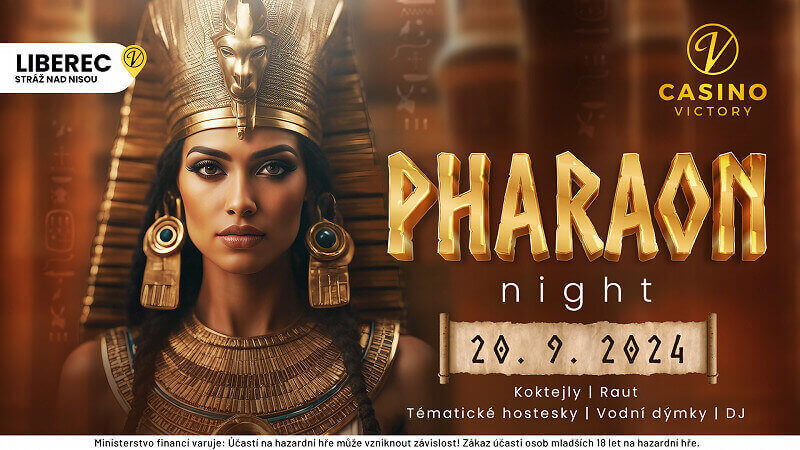 LIBEREC
STRÁŽ NAD NISOU
V
V
CASINO
VICTORY
PHARAON
night
20. 9. 2024
Koktejly | Raut
Tématické hostesky | Vodní dýmky | DJ
Ministerstvo financí varuje: Účastí na hazardní hře může vzniknout závislost! Zákaz účasti osob mladších 18 let na hazardní hře.